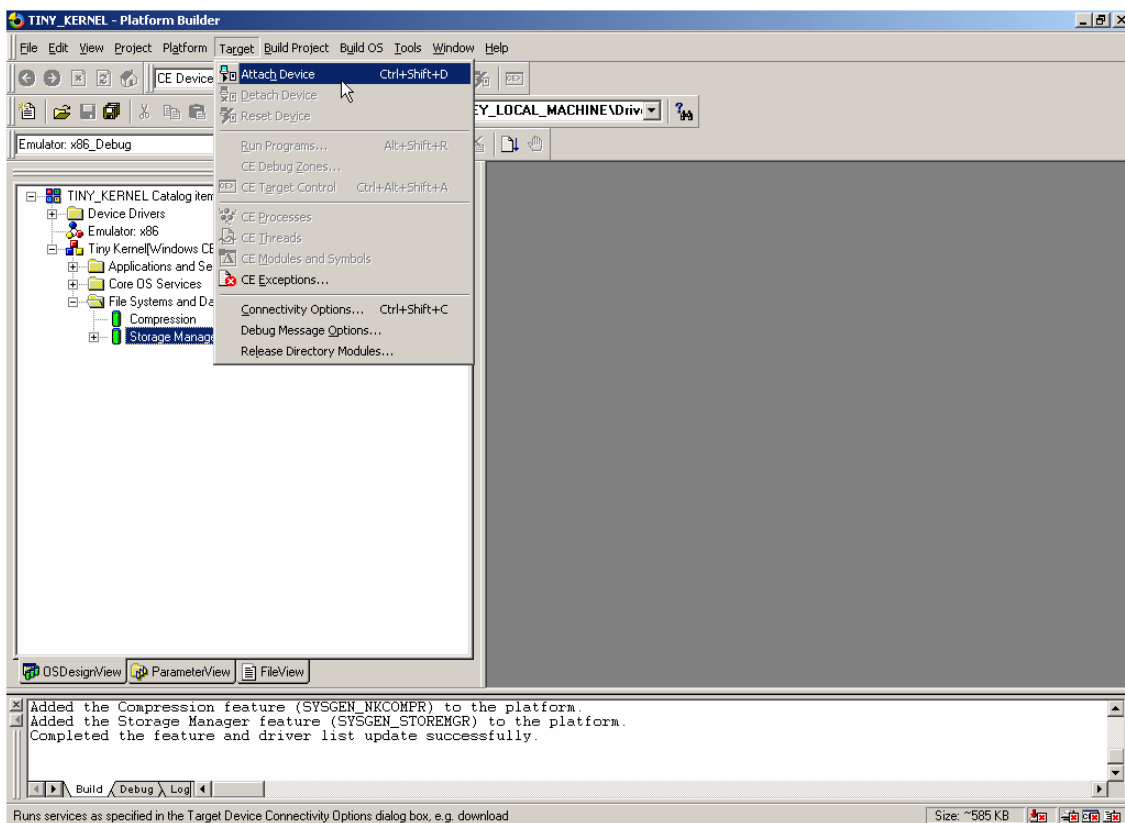 TINY_KERNEL - Platform Builder
File Edit View Project Platform Target Build Project Build OS Tools Window Help
CE Device
Attach Device Ctrl+Shift+D
Detach Device
Reset Device
EY_LOCAL_MACHINE\Driv
Emulator: x86_Debug
Run Programs... Alt+Shift+R
CE Debug Zones...
CE Target Control Ctrl+Alt+Shift+A
CE Processes
CE Threads
CE Modules and Symbols
CE Exceptions...
Connectivity Options... Ctrl+Shift+C
Debug Message Options...
Release Directory Modules...
TINY_KERNEL Catalog item
Device Drivers
Emulator: x86
Tiny Kernel[Windows CE
Applications and Se
Core OS Services
File Systems and Da
Compression
Storage Manage
OSDesignView ParameterView FileView
Added the Compression feature (SYSGEN_NKCOMPR) to the platform.
Added the Storage Manager feature (SYSGEN_STOREMGR) to the platform.
Completed the feature and driver list update successfully.
Build Debug Log
Runs services as specified in the Target Device Connectivity Options dialog box, e.g. download Size: ~585 KB